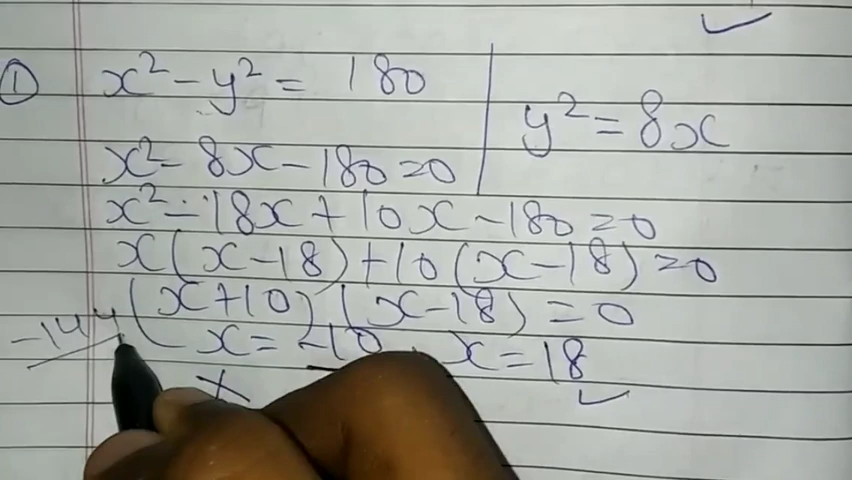 ① x² - y² = 180
y² = 8x
x² - 8x - 180 = 0
x² - 18x + 10x - 180 = 0
x(x-18) + 10(x-18) = 0
(x+10)(x-18) = 0
-144
x = -10, x = 18